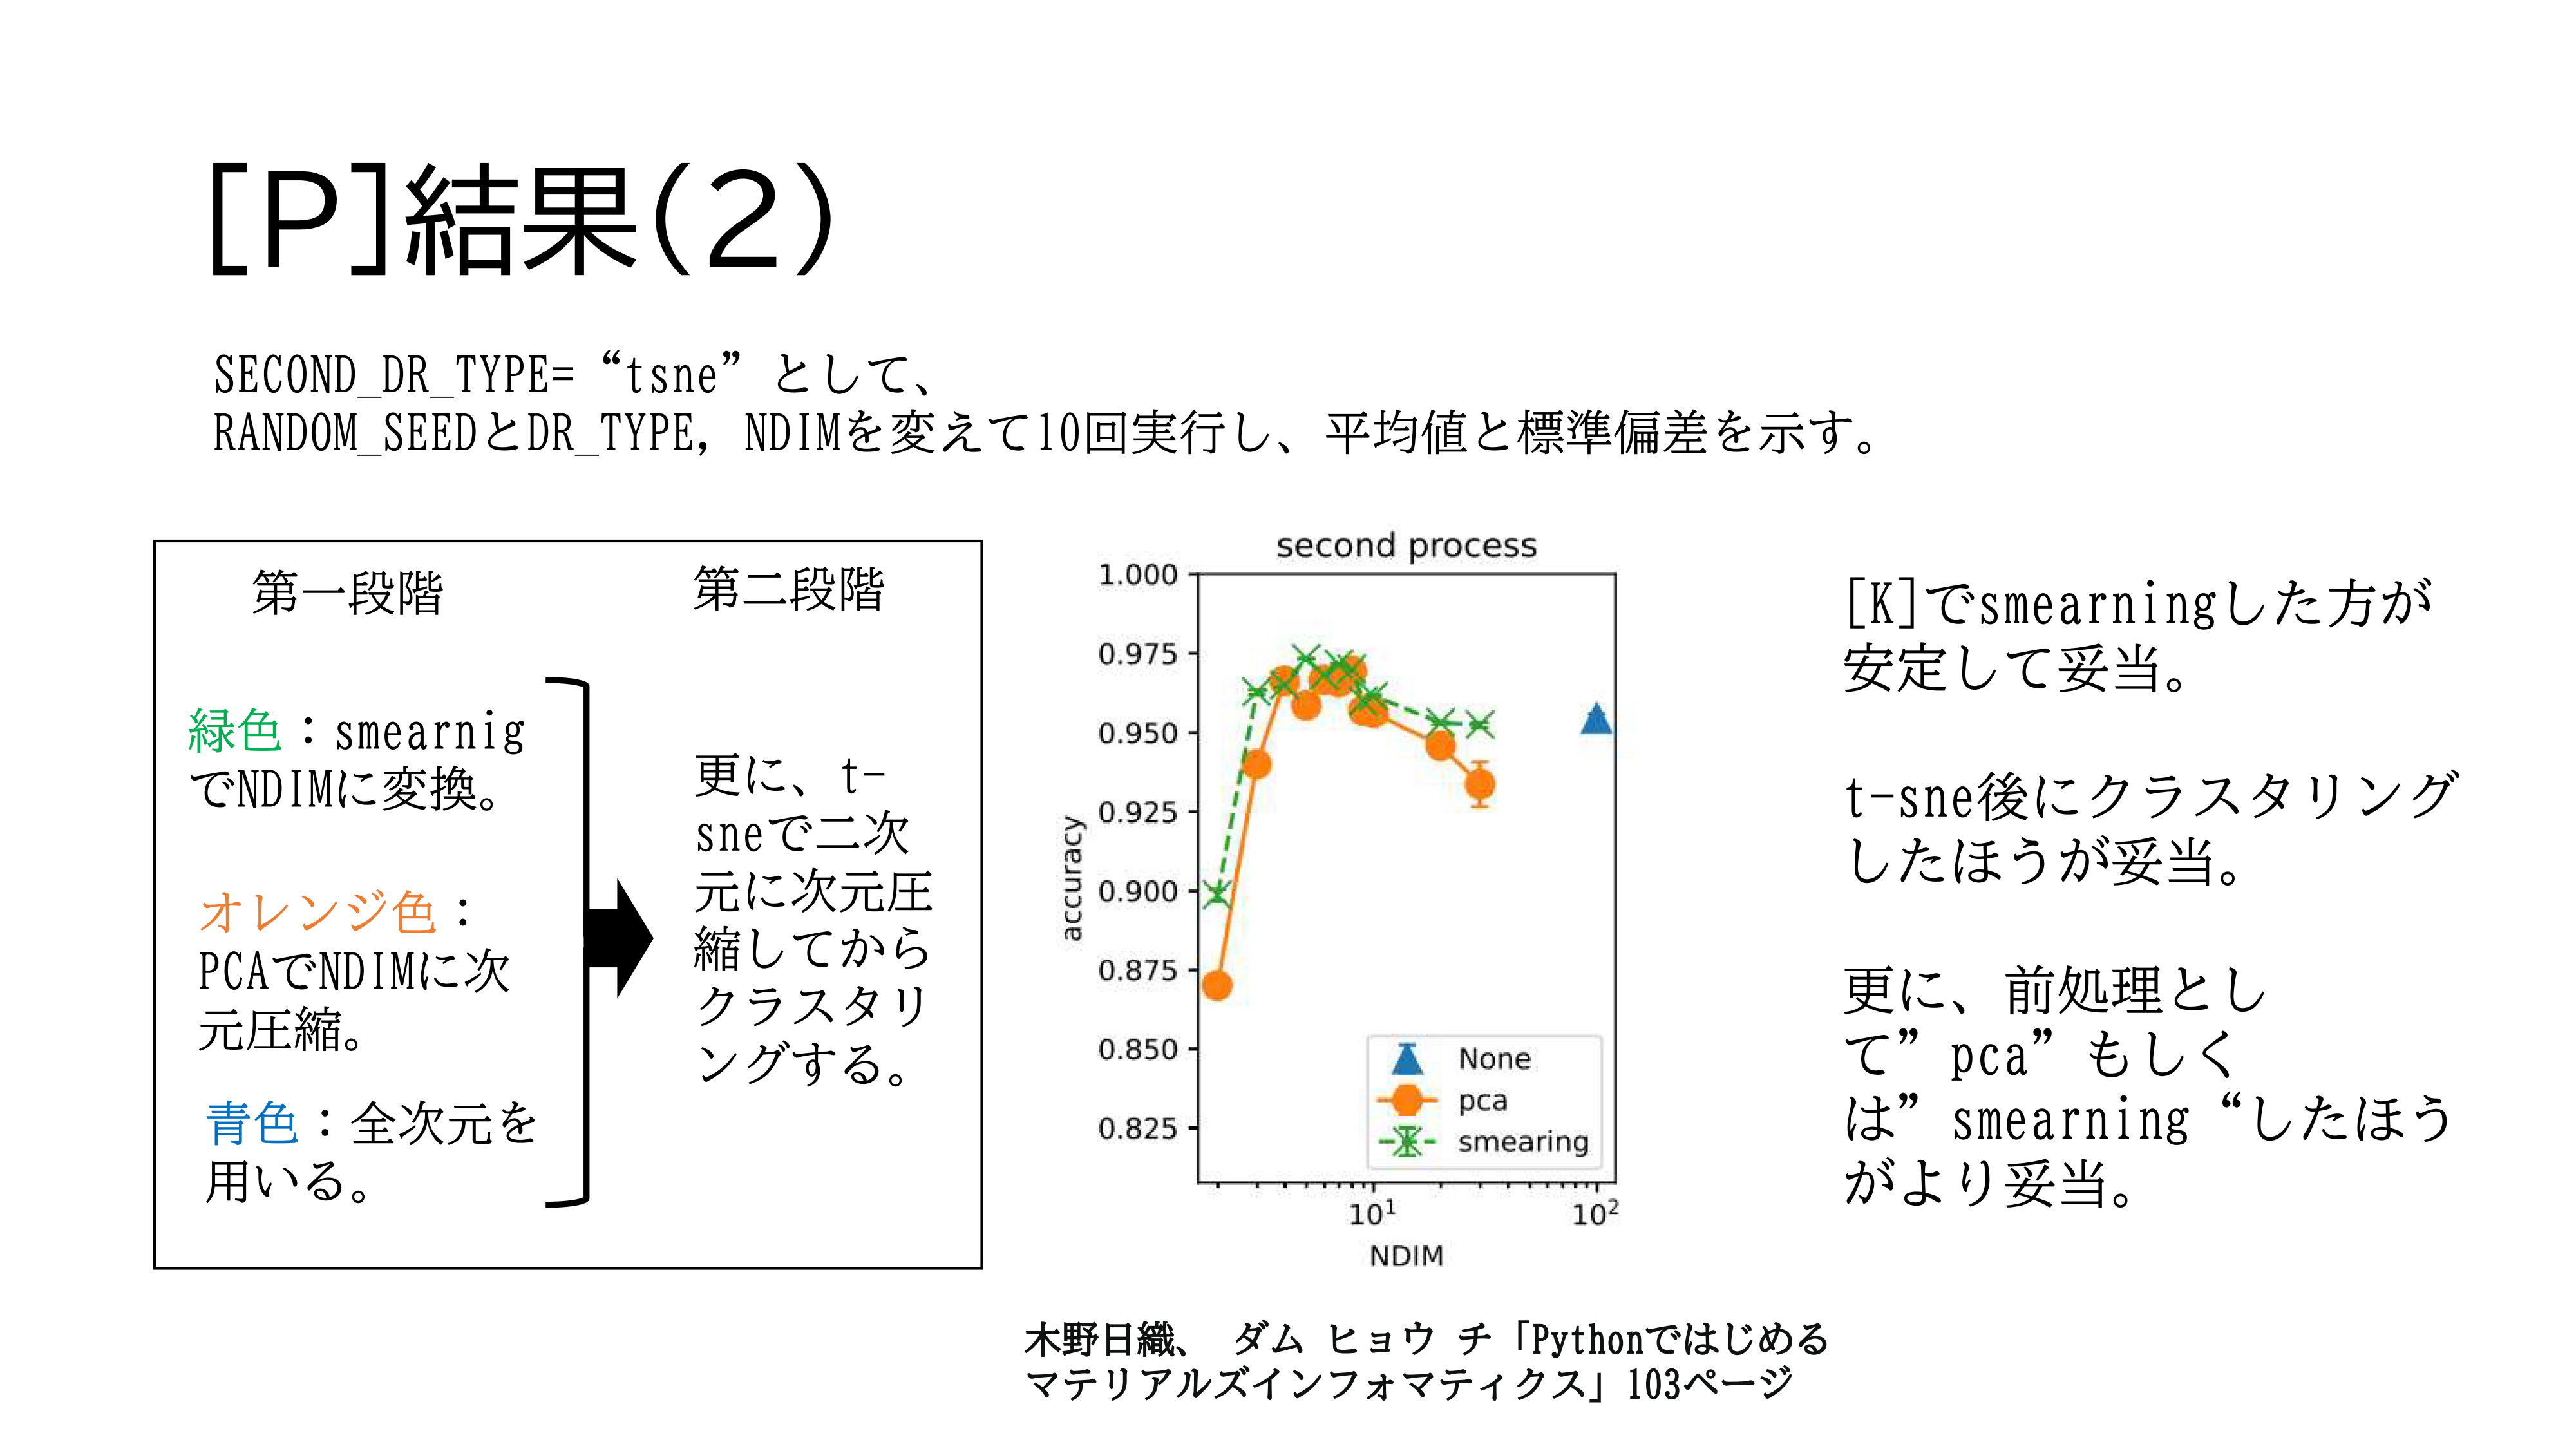 [P]結果(2)
SECOND_DR_TYPE= “tsne” として、
RANDOM_SEEDとDR_TYPE, NDIMを変えて10回実行し、平均値と標準偏差を示す。
第一段階
緑色：smearnig
でNDIMに変換。
オレンジ色：
PCAでNDIMに次
元圧縮。
青色：全次元を
用いる。
第二段階
更に、t-
sneで二次
元に次元圧
縮してから
クラスタリ
ングする。
second process
1.000
0.975
0.950
0.925
0.900
0.875
0.850
0.825
accuracy
None
pca
smearing
10¹
10²
NDIM
木野日織、 ダム ヒョウ チ「Pythonではじめる
マテリアルズインフォマティクス」103ページ
[K]でsmearningした方が
安定して妥当。
t-sne後にクラスタリング
したほうが妥当。
更に、前処理とし
て” pca” もしく
は” smearning “したほう
がより妥当。